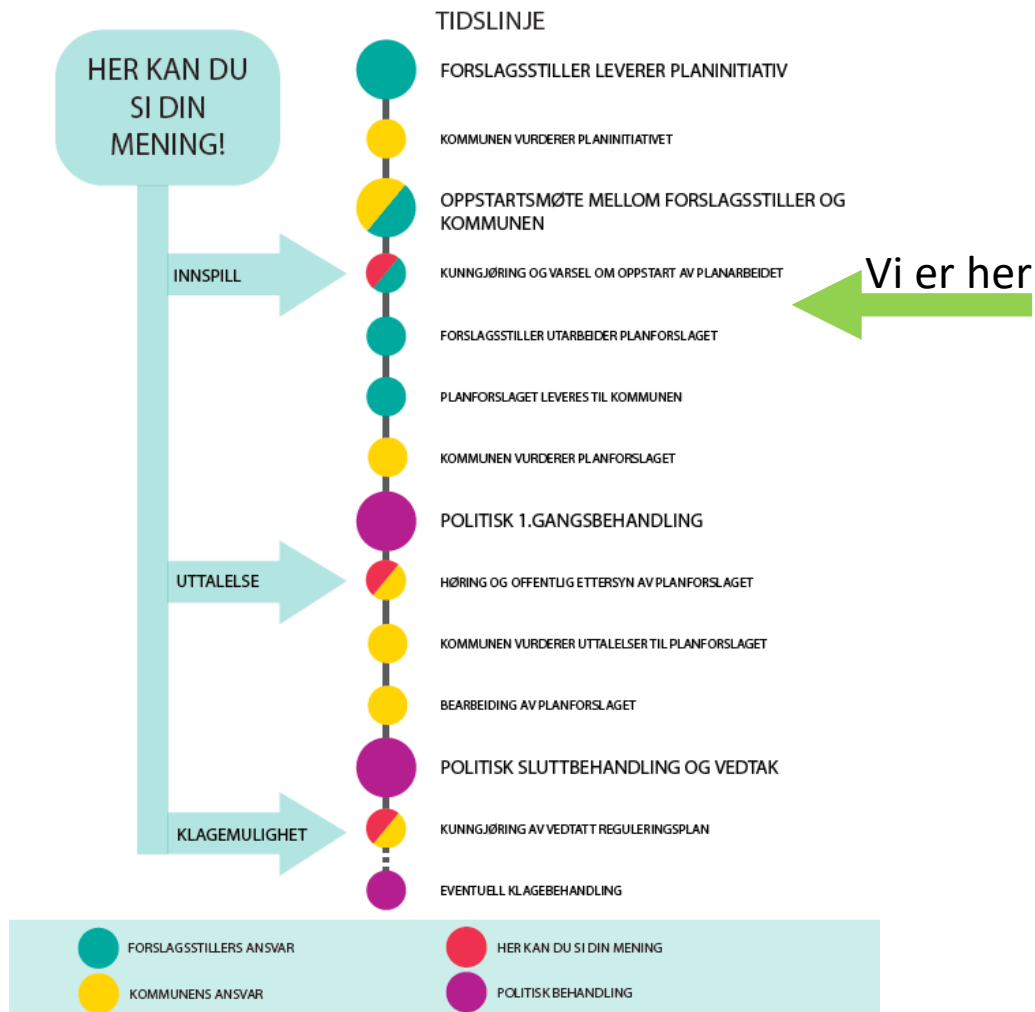 TIDSLINJE
HER KAN DU
SI DIN
MENING!
FORSLAGSSTILLER LEVERER PLANINITIATIV
KOMMUNEN VURDERER PLANINITIATIVET
OPPSTARTSMØTE MELLOM FORSLAGSSTILLER OG
KOMMUNEN
INNSPILL
KUNNGJØRING OG VARSEL OM OPPSTART AV PLANARBEIDET
Vi er her
FORSLAGSSTILLER UTARBEIDER PLANFORSLAGET
PLANFORSLAGET LEVERES TIL KOMMUNEN
KOMMUNEN VURDERER PLANFORSLAGET
POLITISK 1.GANGSBEHANDLING
UTTALELSE
HØRING OG OFFENTLIG ETTERSYN AV PLANFORSLAGET
KOMMUNEN VURDERER UTTALELSER TIL PLANFORSLAGET
BEARBEIDING AV PLANFORSLAGET
POLITISK SLUTTBEHANDLING OG VEDTAK
KLAGEMULIGHET
KUNNGJØRING AV VEDTATT REGULERINGSPLAN
EVENTUELL KLAGEBEHANDLING
FORSLAGSSTILLERS ANSVAR
HER KAN DU SI DIN MENING
KOMMUNENS ANSVAR
POLITISK BEHANDLING